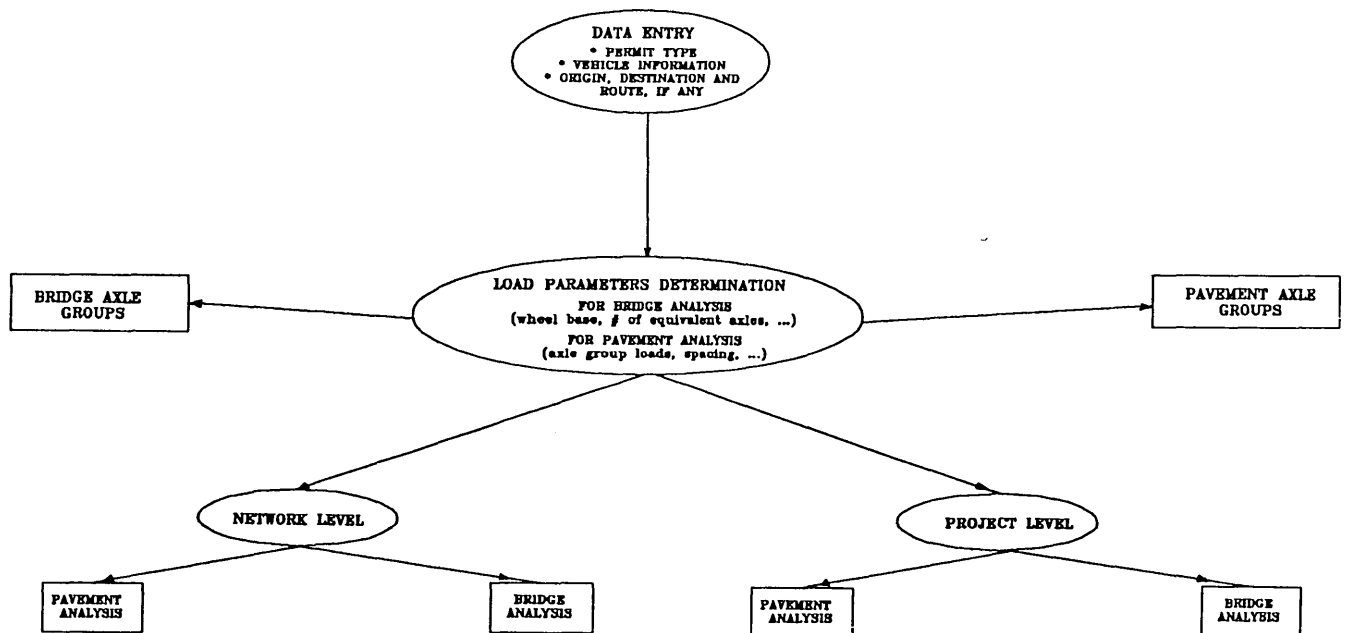 DATA ENTRY
• PERMIT TYPE
• VEHICLE INFORMATION
• ORIGIN, DESTINATION AND
ROUTE, IF ANY
LOAD PARAMETERS DETERMINATION
FOR BRIDGE ANALYSIS
(wheel base, # of equivalent axles, ...)
FOR PAVEMENT ANALYSIS
(axle group loads, spacing, ...)
BRIDGE AXLE
GROUPS
PAVEMENT AXLE
GROUPS
NETWORK LEVEL
PROJECT LEVEL
PAVEMENT
ANALYSIS
BRIDGE
ANALYSIS
PAVEMENT
ANALYSIS
BRIDGE
ANALYSIS